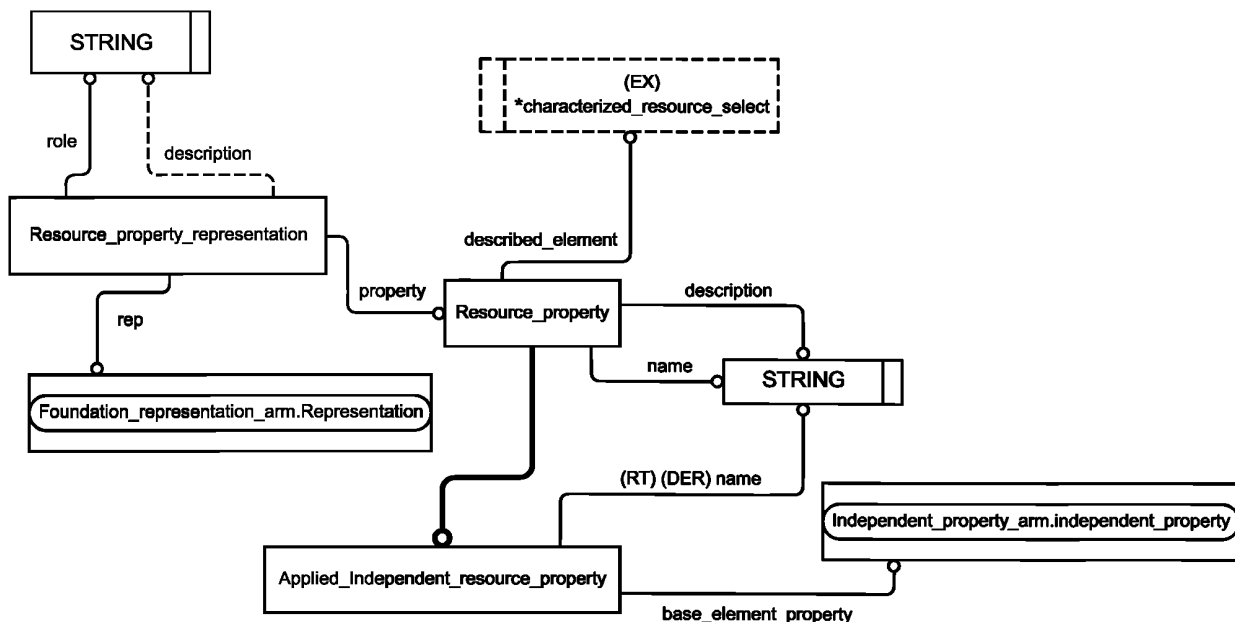 STRING
(EX)
*characterized_resource_select
role
description
Resource_property_representation
described_element
property
description
Resource_property
rep
name
STRING
Foundation_representation_arm.Representation
(RT) (DER) name
Independent_property_arm.independent_property
Applied_Independent_resource_property
base_element_property